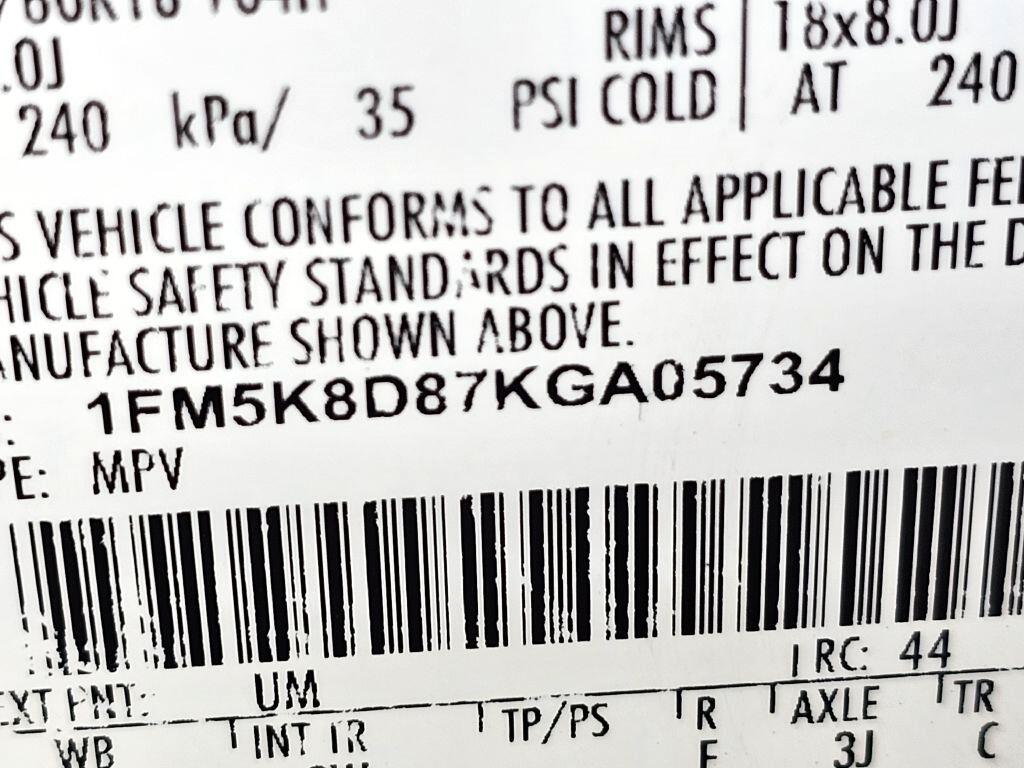 RIMS 18x8.0J
.0J
240 kPa/ 35 PSI COLD AT 240
VEHICLE CONFORMS TO ALL APPLICABLE
SAFETY STANDARDS IN EFFECT ON THE
SHOWN ABOVE.
: 1FM5K8D87KGA05734
PE: MPV
RC: 44
EXT PNT: UM
WB INT TR TP/PS R AXLE TR
3J C